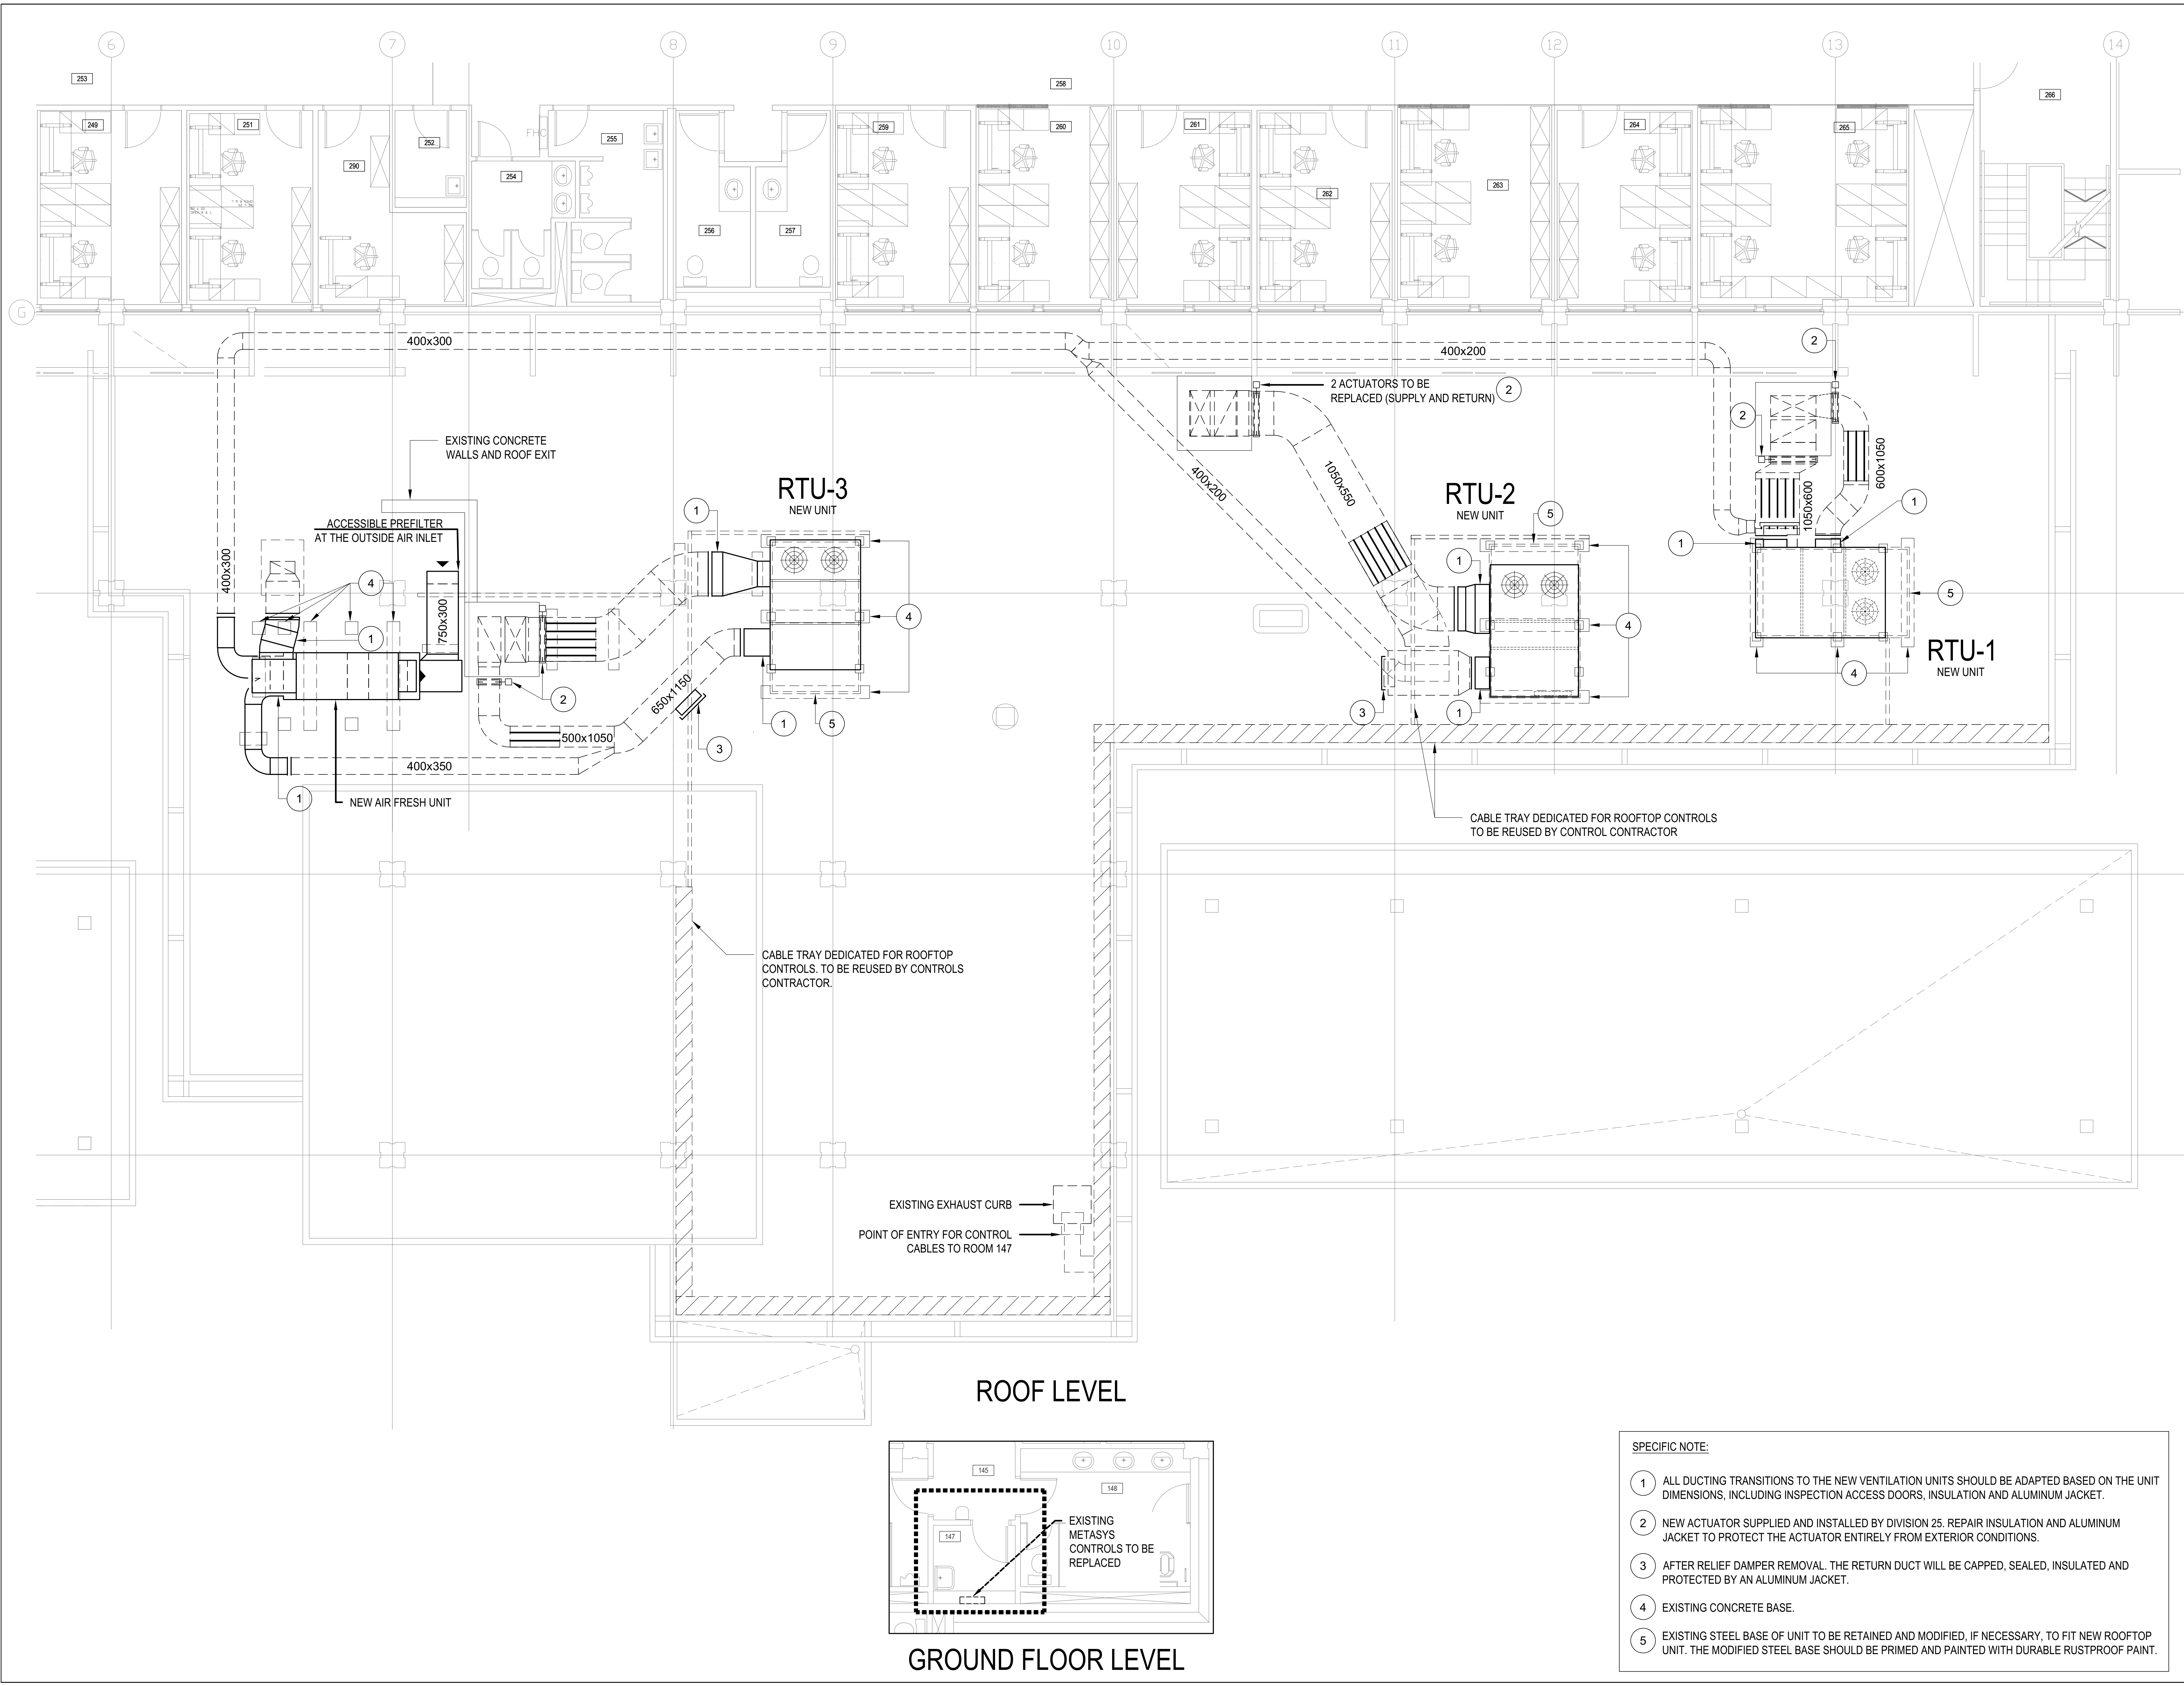 6
7
8
9
10
11
12
13
14
253
258
266
249
251
290
252
254
FHC
255
256
257
259
260
261
262
263
264
265
G
400x300
400x200
2
2 ACTUATORS TO BE
REPLACED (SUPPLY AND RETURN)
2
2
EXISTING CONCRETE
WALLS AND ROOF EXIT
ACCESSIBLE PREFILTER
AT THE OUTSIDE AIR INLET
RTU-3
NEW UNIT
1
400x200
1050x550
RTU-2
NEW UNIT
5
600x1050
1050x600
1
1
400x300
4
1
750x300
4
1
4
5
RTU-1
NEW UNIT
4
2
650x1150
1
5
3
500x1050
400x350
1
NEW AIR FRESH UNIT
3
1
CABLE TRAY DEDICATED FOR ROOFTOP CONTROLS
TO BE REUSED BY CONTROL CONTRACTOR
CABLE TRAY DEDICATED FOR ROOFTOP
CONTROLS. TO BE REUSED BY CONTROLS
CONTRACTOR.
EXISTING EXHAUST CURB
POINT OF ENTRY FOR CONTROL
CABLES TO ROOM 147
ROOF LEVEL
145
148
147
EXISTING
METASYS
CONTROLS TO BE
REPLACED
GROUND FLOOR LEVEL
SPECIFIC NOTE:
1 ALL DUCTING TRANSITIONS TO THE NEW VENTILATION UNITS SHOULD BE ADAPTED BASED ON THE UNIT
DIMENSIONS, INCLUDING INSPECTION ACCESS DOORS, INSULATION AND ALUMINUM JACKET.
2 NEW ACTUATOR SUPPLIED AND INSTALLED BY DIVISION 25. REPAIR INSULATION AND ALUMINUM
JACKET TO PROTECT THE ACTUATOR ENTIRELY FROM EXTERIOR CONDITIONS.
3 AFTER RELIEF DAMPER REMOVAL. THE RETURN DUCT WILL BE CAPPED, SEALED, INSULATED AND
PROTECTED BY AN ALUMINUM JACKET.
4 EXISTING CONCRETE BASE.
5 EXISTING STEEL BASE OF UNIT TO BE RETAINED AND MODIFIED, IF NECESSARY, TO FIT NEW ROOFTOP
UNIT. THE MODIFIED STEEL BASE SHOULD BE PRIMED AND PAINTED WITH DURABLE RUSTPROOF PAINT.